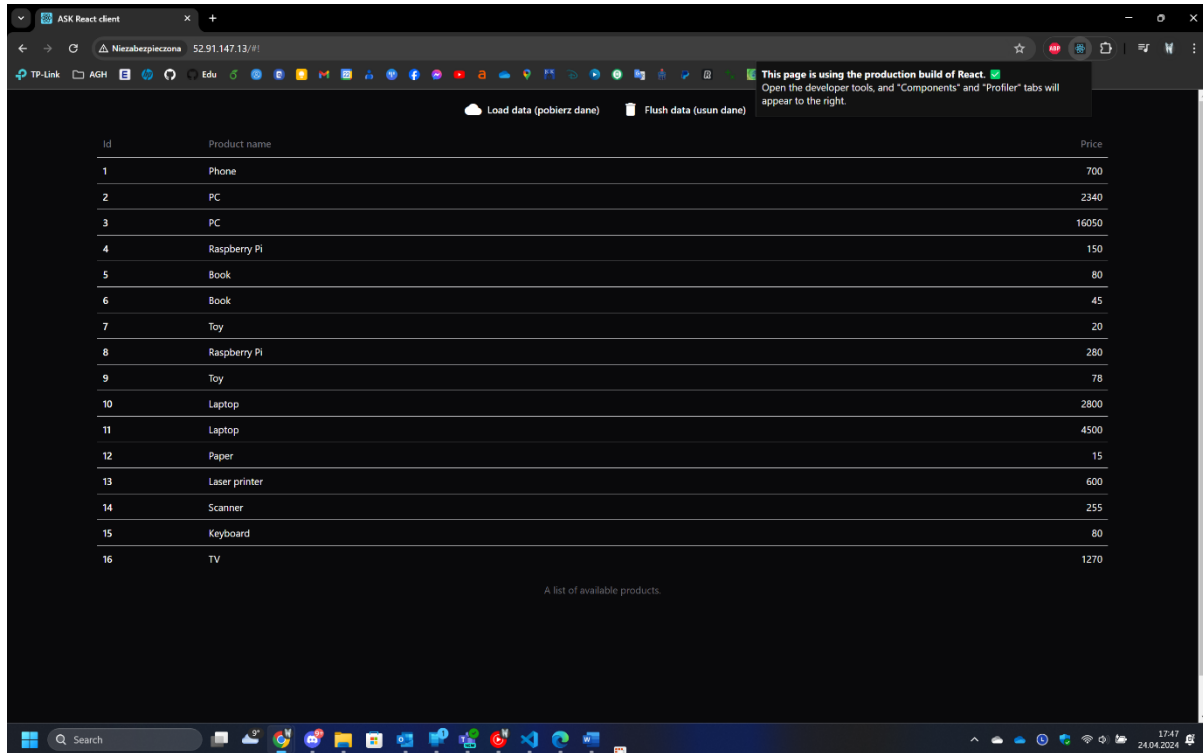 ASK React client
Niezabezpieczona 52.91.147.13/#!
ABP
TP-Link AGH Edu
This page is using the production build of React. ✅
Open the developer tools, and "Components" and "Profiler" tabs will
appear to the right.
Load data (pobierz dane) Flush data (usun dane)
Id Product name Price
1 Phone 700
2 PC 2340
3 PC 16050
4 Raspberry Pi 150
5 Book 80
6 Book 45
7 Toy 20
8 Raspberry Pi 280
9 Toy 78
10 Laptop 2800
11 Laptop 4500
12 Paper 15
13 Laser printer 600
14 Scanner 255
15 Keyboard 80
16 TV 1270
A list of available products.
Search 9° 17:47
24.04.2024